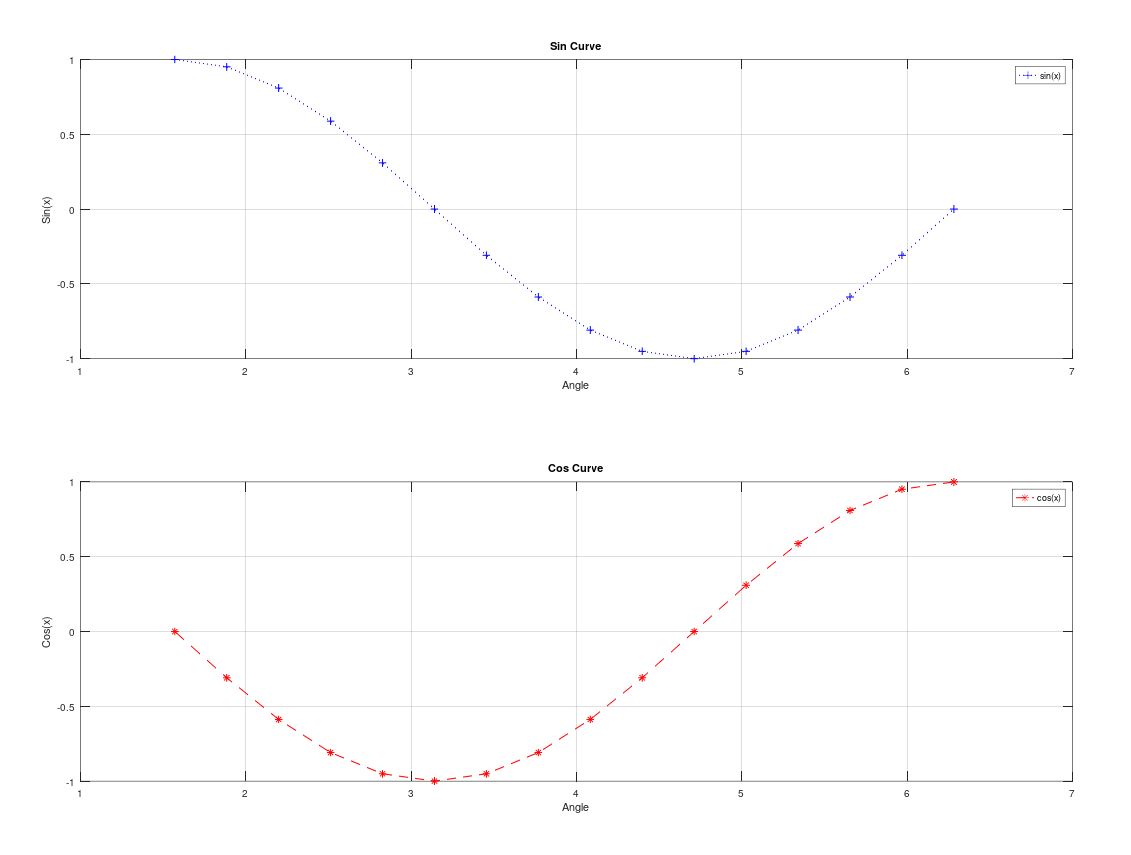 Sin Curve
1
0.5
0
-0.5
-1
Sin(x)
sin(x)
1 2 3 4 5 6 7
Angle
Cos Curve
1
0.5
0
-0.5
-1
Cos(x)
cos(x)
1 2 3 4 5 6 7
Angle